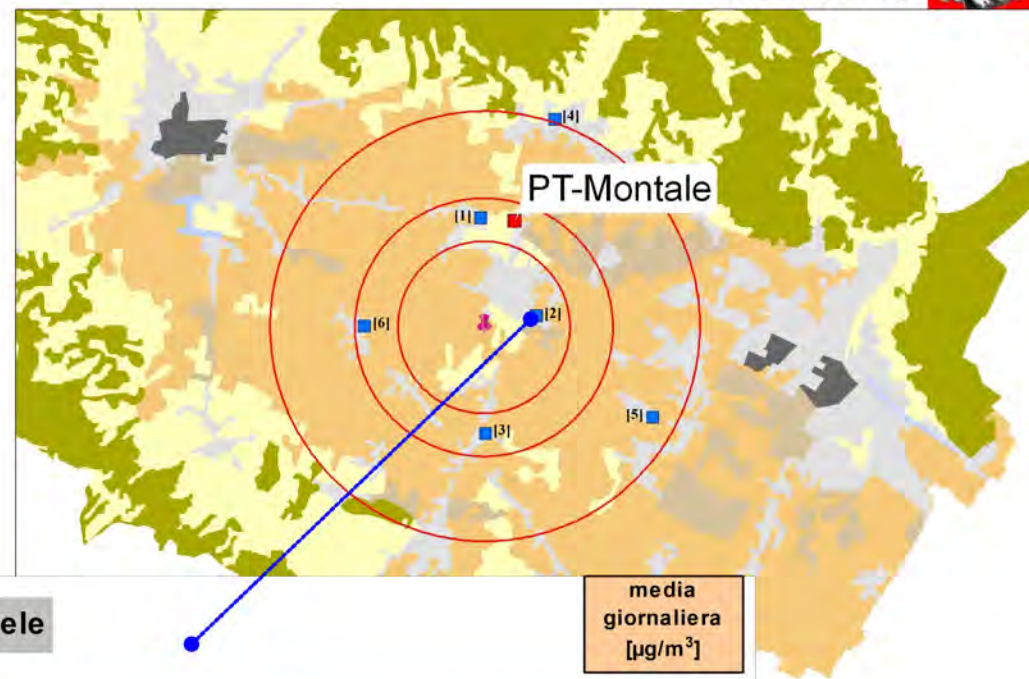 [4]
PT-Montale
[1]
[2]
[6]
[5]
[3]
ele
media
giornaliera
[µg/m³]